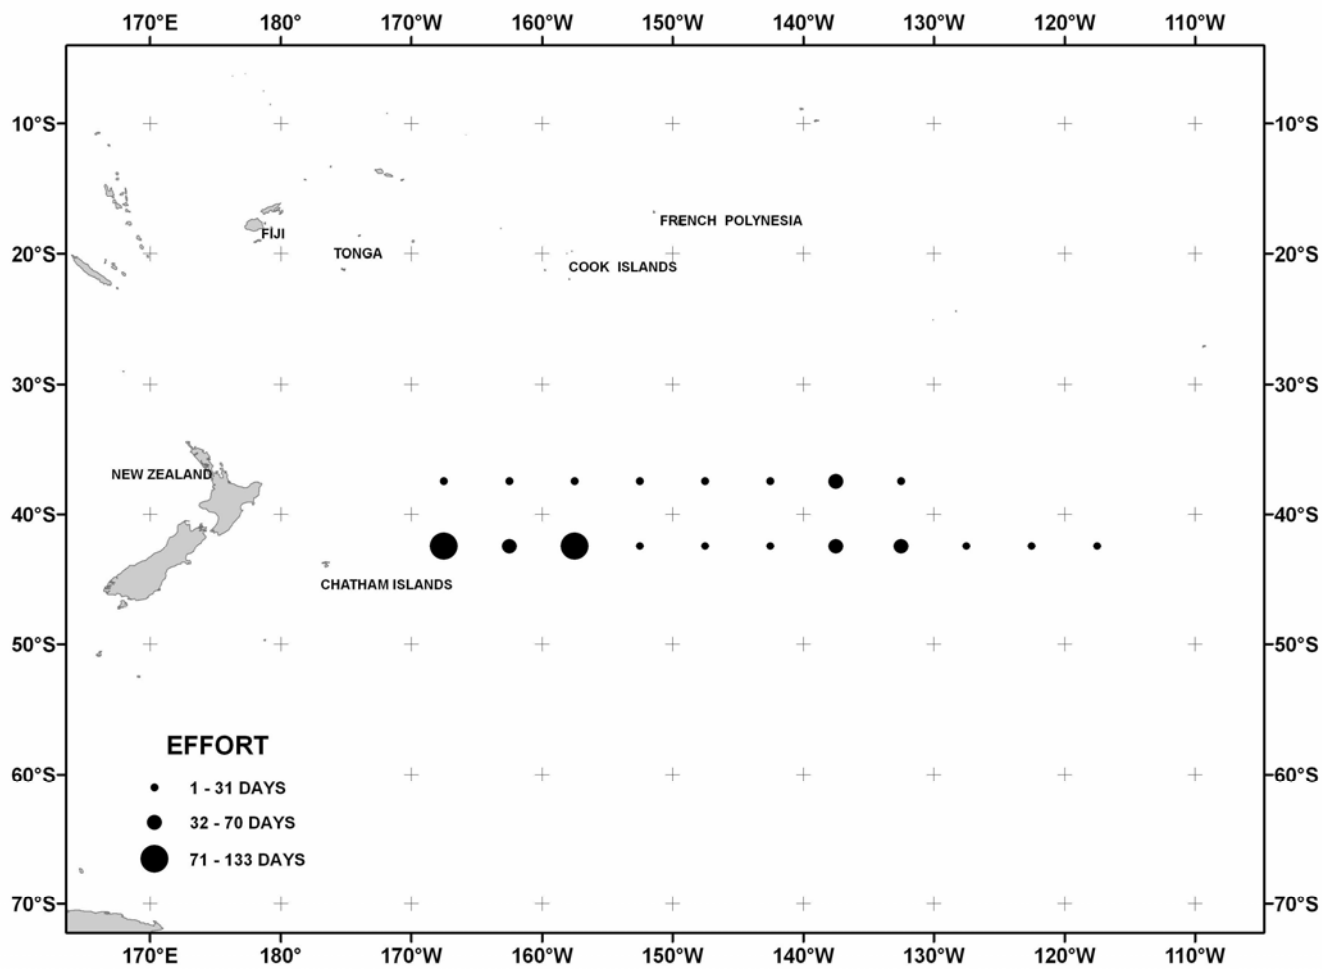 170°E 180° 170°W 160°W 150°W 140°W 130°W 120°W 110°W
10°S 10°S
FRENCH POLYNESIA
FIJI
TONGA
20°S 20°S
COOK ISLANDS
30°S 30°S
NEW ZEALAND
40°S 40°S
CHATHAM ISLANDS
50°S 50°S
EFFORT
60°S 60°S
1 - 31 DAYS
32 - 70 DAYS
71 - 133 DAYS
70°S 70°S
170°E 180° 170°W 160°W 150°W 140°W 130°W 120°W 110°W